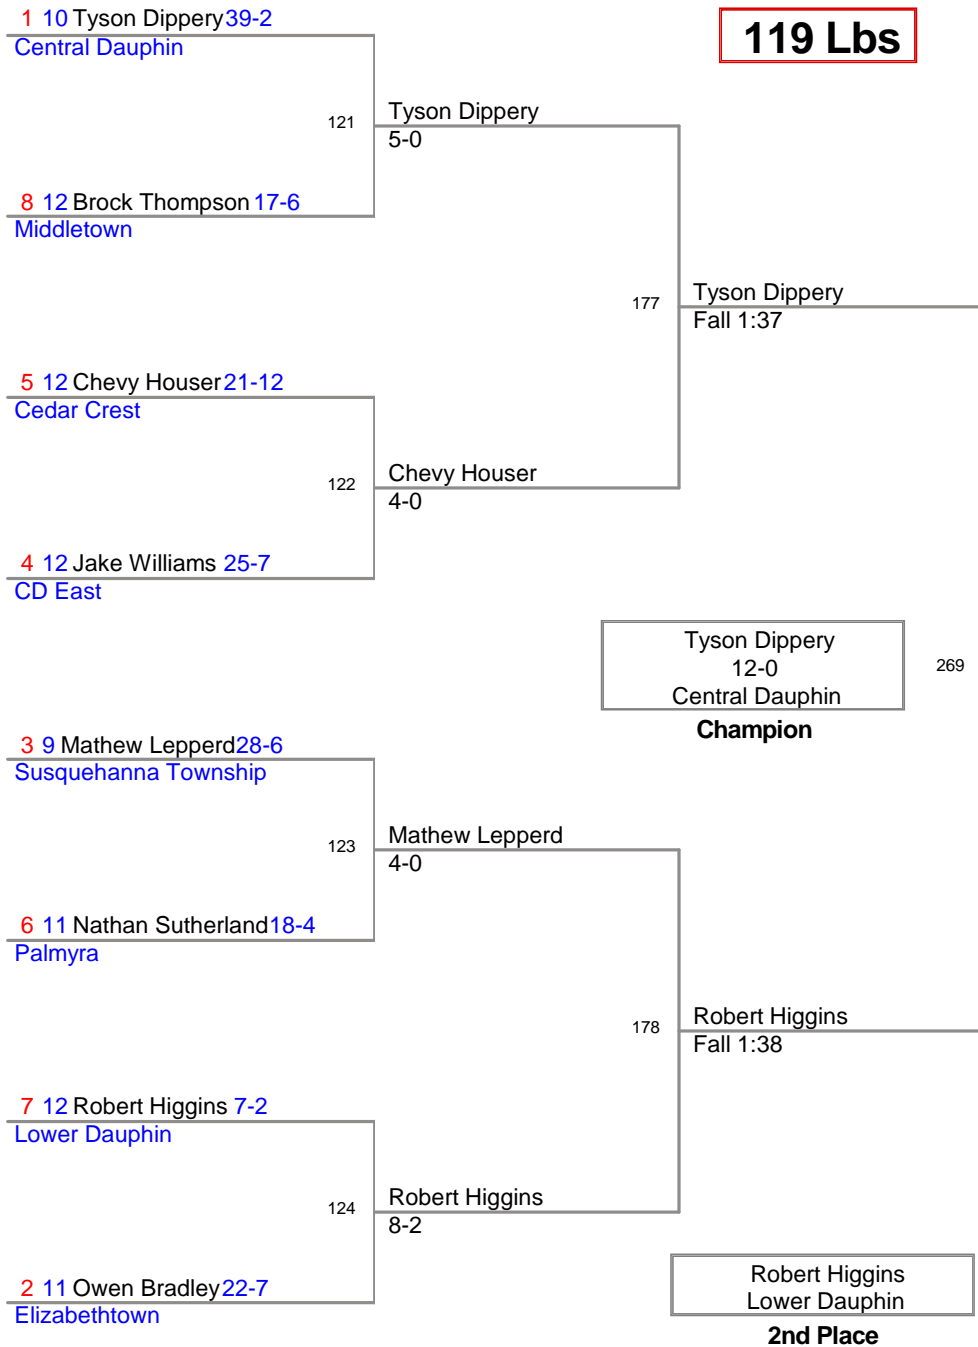 1 10 Tyson Dippery 39-2
Central Dauphin
119 Lbs
121
Tyson Dippery
5-0
8 12 Brock Thompson 17-6
Middletown
177
Tyson Dippery
Fall 1:37
5 12 Chevy Houser 21-12
Cedar Crest
122
Chevy Houser
4-0
4 12 Jake Williams 25-7
CD East
Tyson Dippery
12-0
Central Dauphin
269
Champion
3 9 Mathew Lepperd 28-6
Susquehanna Township
123
Mathew Lepperd
4-0
6 11 Nathan Sutherland 18-4
Palmyra
178
Robert Higgins
Fall 1:38
7 12 Robert Higgins 7-2
Lower Dauphin
124
Robert Higgins
8-2
2 11 Owen Bradley 22-7
Elizabethtown
Robert Higgins
Lower Dauphin
2nd Place